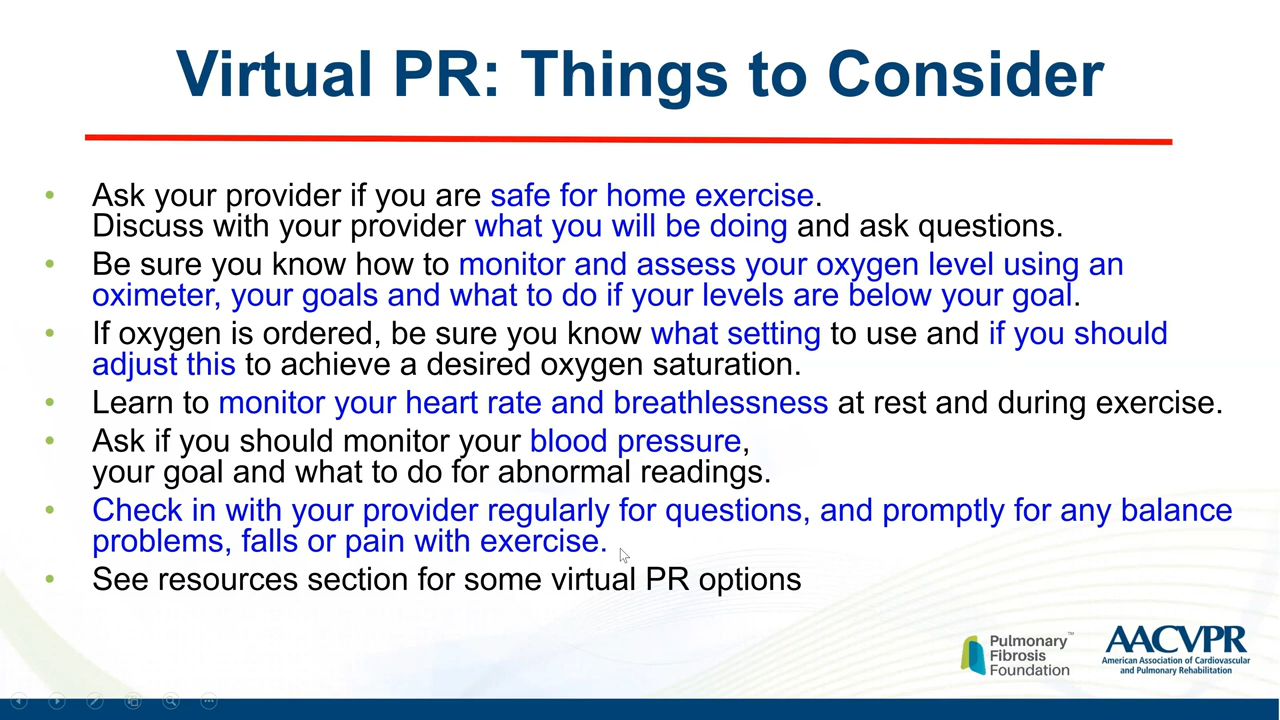 Virtual PR: Things to Consider
• Ask your provider if you are safe for home exercise.
Discuss with your provider what you will be doing and ask questions.
• Be sure you know how to monitor and assess your oxygen level using an
oximeter, your goals and what to do if your levels are below your goal.
• If oxygen is ordered, be sure you know what setting to use and if you should
adjust this to achieve a desired oxygen saturation.
• Learn to monitor your heart rate and breathlessness at rest and during exercise.
• Ask if you should monitor your blood pressure,
your goal and what to do for abnormal readings.
• Check in with your provider regularly for questions, and promptly for any balance
problems, falls or pain with exercise.
• See resources section for some virtual PR options
Pulmonary™
Fibrosis
Foundation
AACVPR
American Association of Cardiovascular
and Pulmonary Rehabilitation